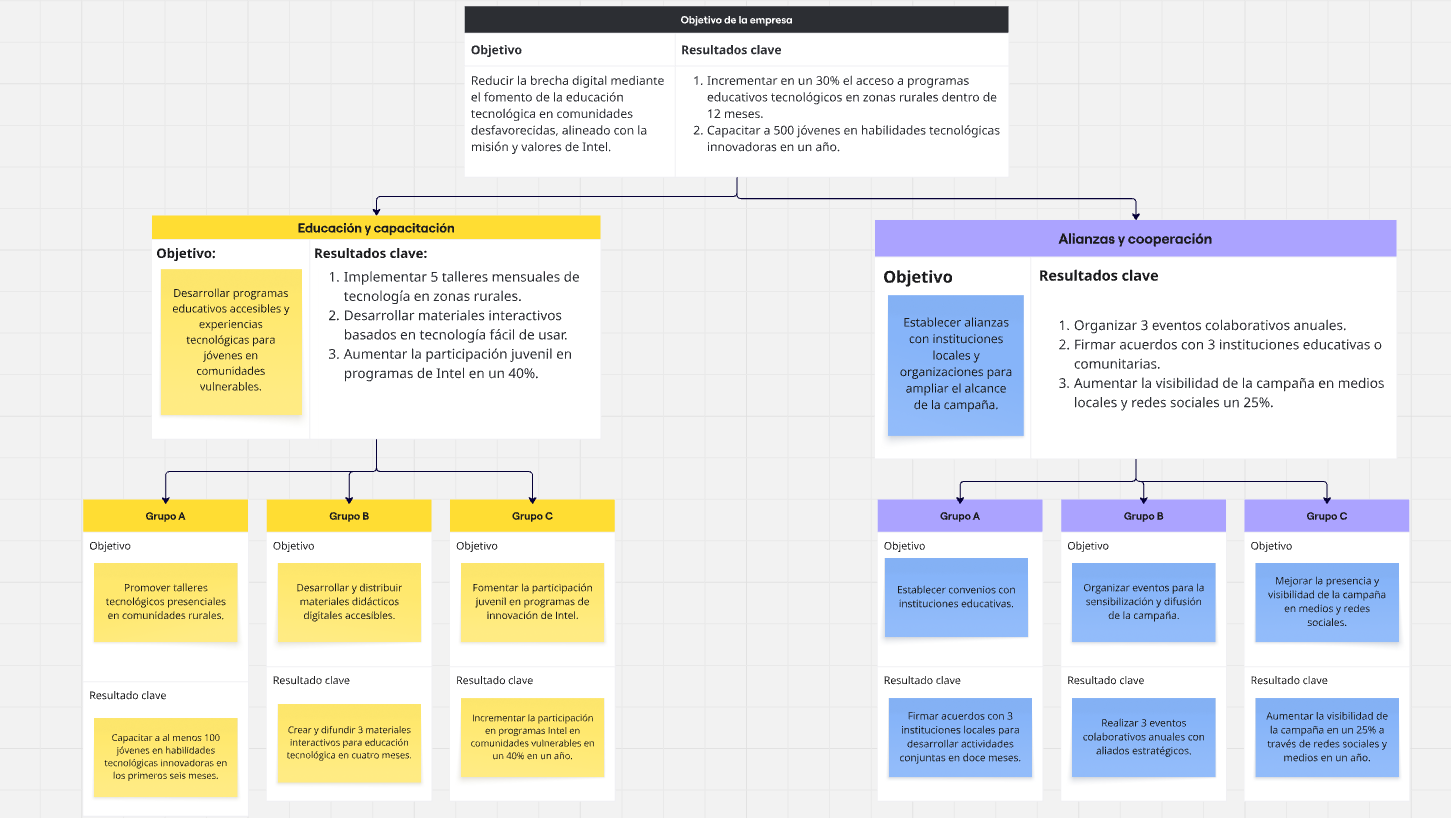 Objetivo de la empresa
Objetivo
Resultados clave
Reducir la brecha digital mediante
el fomento de la educación
tecnológica en comunidades
desfavorecidas, alineado con la
misión y valores de Intel.
1. Incrementar en un 30% el acceso a programas
educativos tecnológicos en zonas rurales dentro de
12 meses.
2. Capacitar a 500 jóvenes en habilidades tecnológicas
innovadoras en un año.
Educación y capacitación
Objetivo:
Resultados clave:
Desarrollar programas
educativos accesibles y
experiencias
tecnológicas para
jóvenes en
comunidades
vulnerables.
1. Implementar 5 talleres mensuales de
tecnología en zonas rurales.
2. Desarrollar materiales interactivos
basados en tecnología fácil de usar.
3. Aumentar la participación juvenil en
programas de Intel en un 40%.
Alianzas y cooperación
Objetivo
Resultados clave
Establecer alianzas
con instituciones
locales y
organizaciones para
ampliar el alcance
de la campaña.
1. Organizar 3 eventos colaborativos anuales.
2. Firmar acuerdos con 3 instituciones educativas o
comunitarias.
3. Aumentar la visibilidad de la campaña en medios
locales y redes sociales un 25%.
Grupo A
Objetivo
Promover talleres
tecnológicos presenciales
en comunidades rurales.
Resultado clave
Capacitar a al menos 100
jóvenes en habilidades
tecnológicas innovadoras en
los primeros seis meses.
Grupo B
Objetivo
Desarrollar y distribuir
materiales didácticos
digitales accesibles.
Resultado clave
Crear y difundir 3 materiales
interactivos para educación
tecnológica en cuatro meses.
Grupo C
Objetivo
Fomentar la participación
juvenil en programas de
innovación de Intel.
Resultado clave
Incrementar la participación
en programas Intel en
comunidades vulnerables en
un 40% en un año.
Grupo A
Objetivo
Establecer convenios con
instituciones educativas.
Resultado clave
Firmar acuerdos con 3
instituciones locales para
desarrollar actividades
conjuntas en doce meses.
Grupo B
Objetivo
Organizar eventos para la
sensibilización y difusión
de la campaña.
Resultado clave
Realizar 3 eventos
colaborativos anuales con
aliados estratégicos.
Grupo C
Objetivo
Mejorar la presencia y
visibilidad de la campaña
en medios y redes
sociales.
Resultado clave
Aumentar la visibilidad de
la campaña en un 25% a
través de redes sociales y
medios en un año.